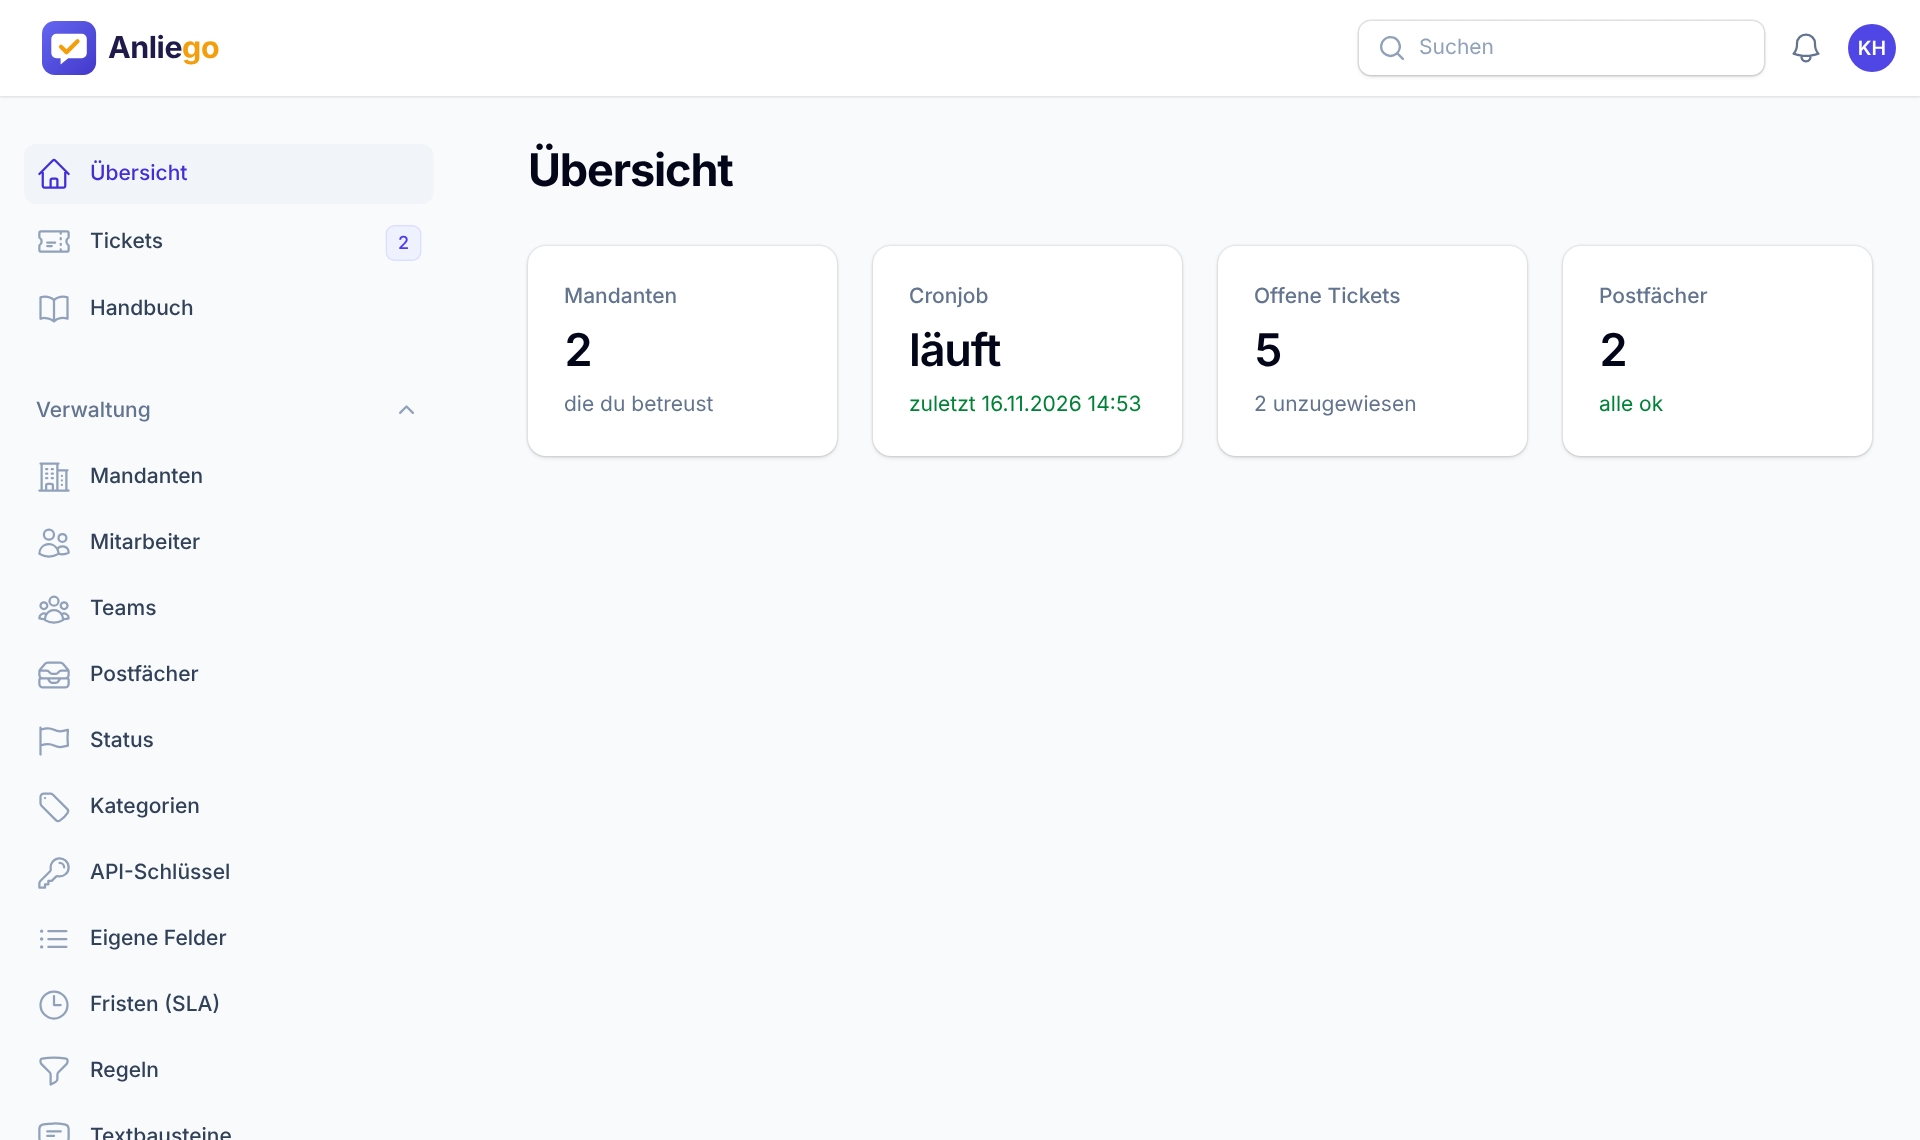 Anliego
Suchen
KH
Übersicht
Tickets
2
Handbuch
Verwaltung
Mandanten
Mitarbeiter
Teams
Postfächer
Status
Kategorien
API-Schlüssel
Eigene Felder
Fristen (SLA)
Regeln
Textbausteine
Übersicht
Mandanten
2
die du betreust
Cronjob
läuft
zuletzt 16.11.2026 14:53
Offene Tickets
5
2 unzugewiesen
Postfächer
2
alle ok